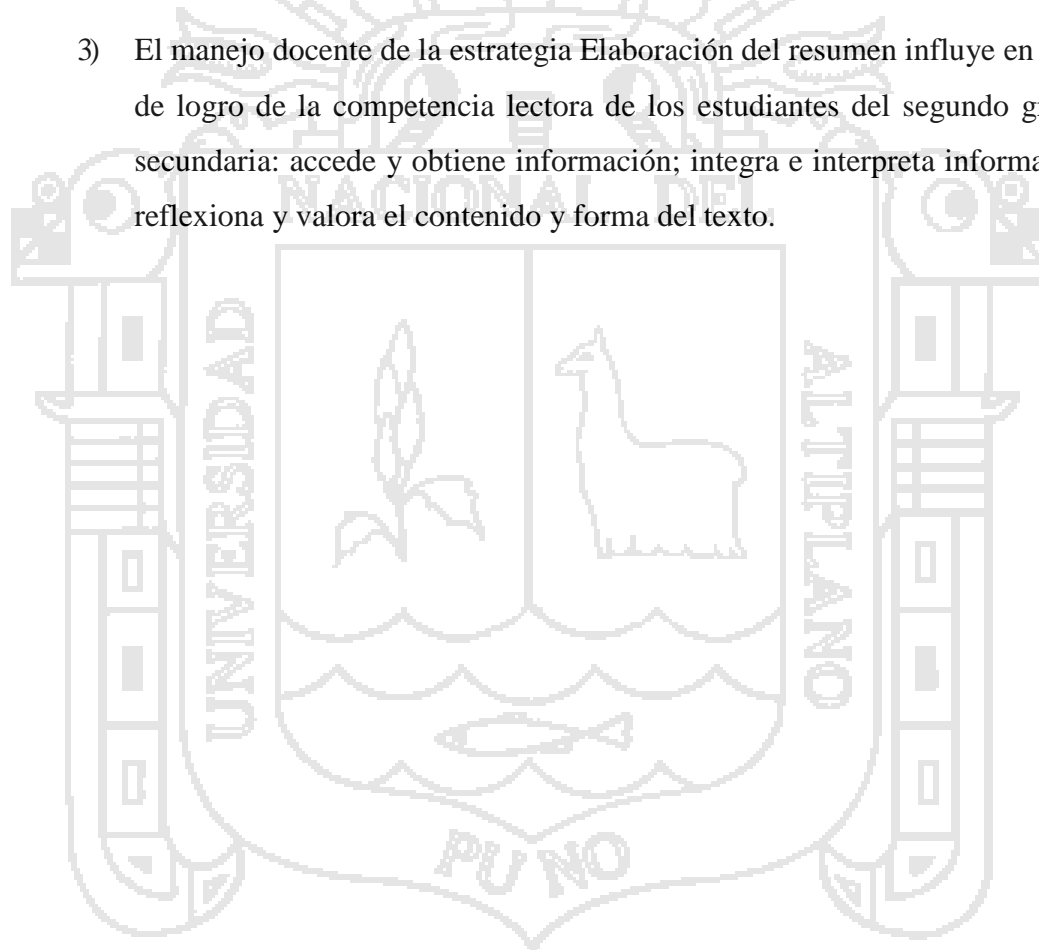 3) El manejo docente de la estrategia Elaboración del resumen influye en
de logro de la competencia lectora de los estudiantes del segundo
secundaria: accede y obtiene información; integra e interpreta
reflexiona y valora el contenido y forma del texto.
NACIONAL DEL
UNIVERSIDAD
ALTIPLANO
PUNO